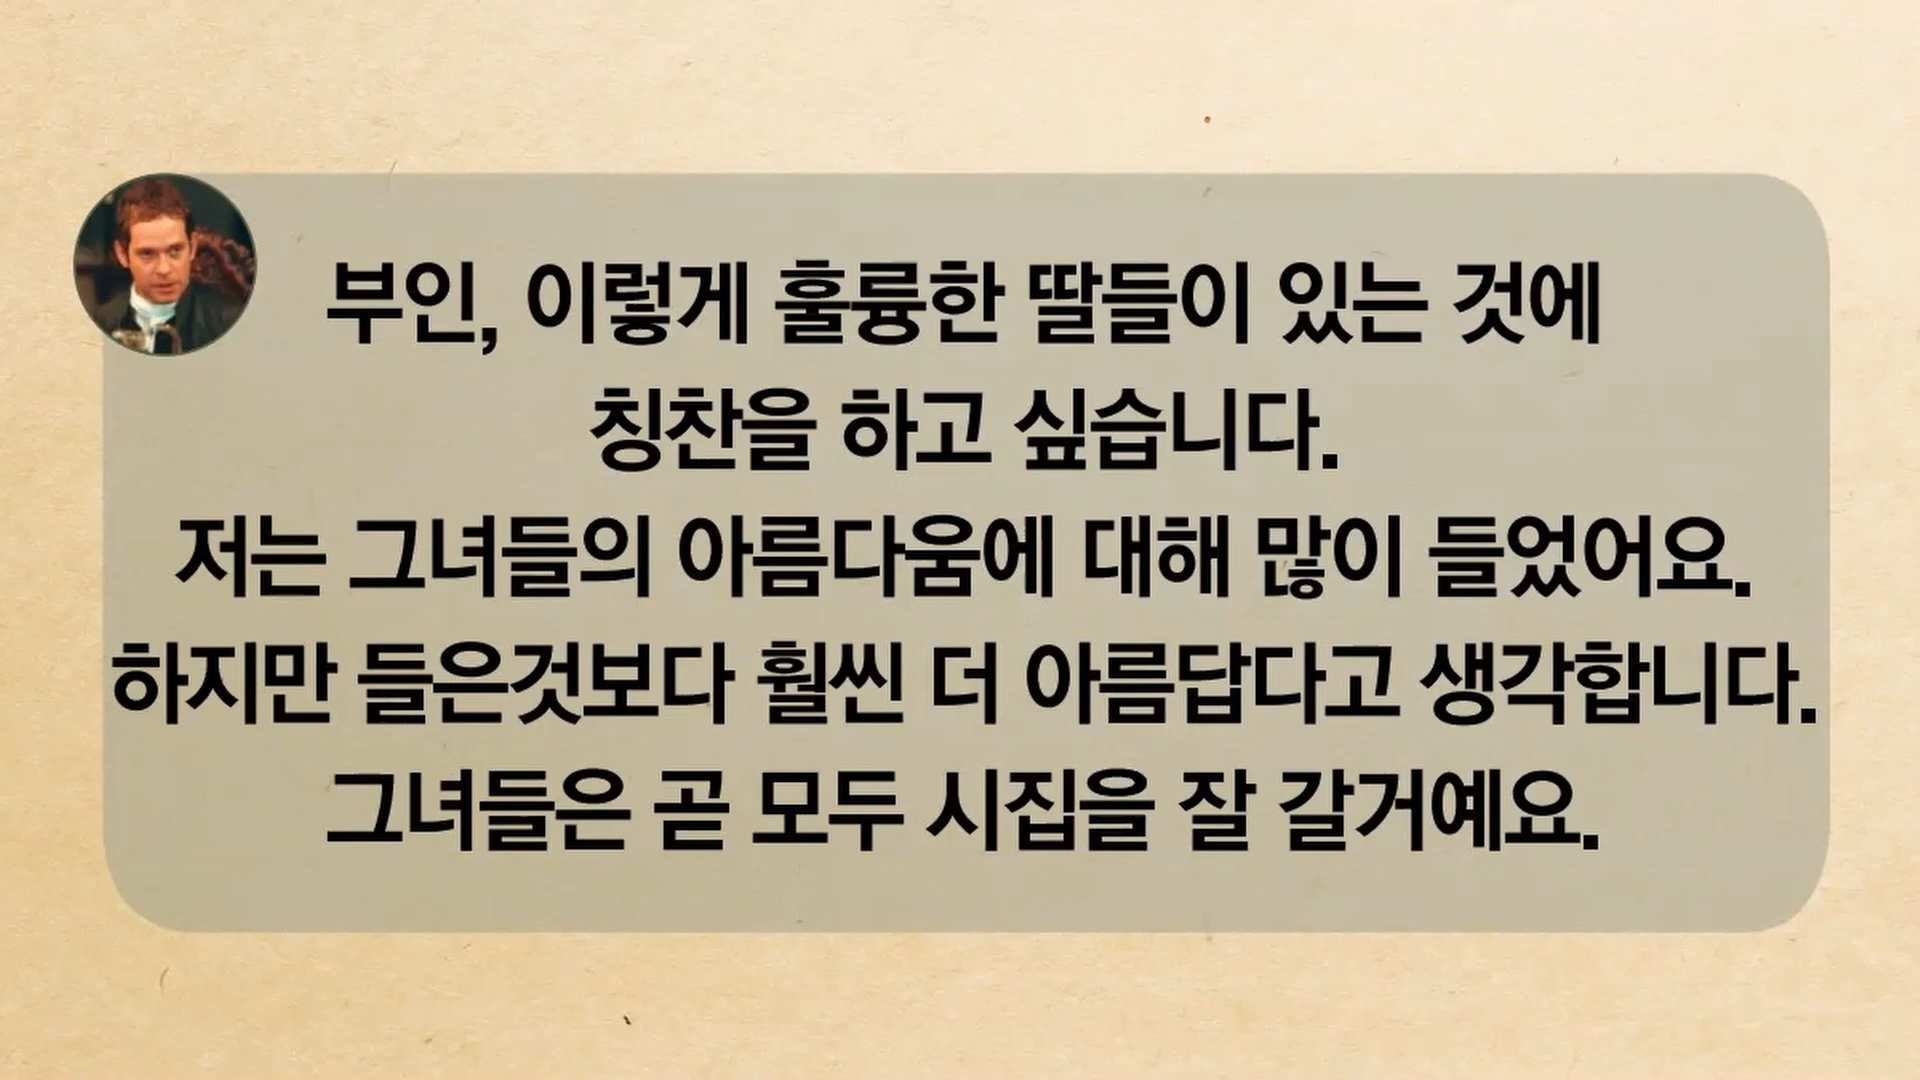 부인, 이렇게 훌륭한 딸들이 있는 것에
칭찬을 하고 싶습니다.
저는 그녀들의 아름다움에 대해 많이 들었어요.
하지만 들은것보다 훨씬 더 아름답다고 생각합니다.
그녀들은 곧 모두 시집을 잘 갈거예요.